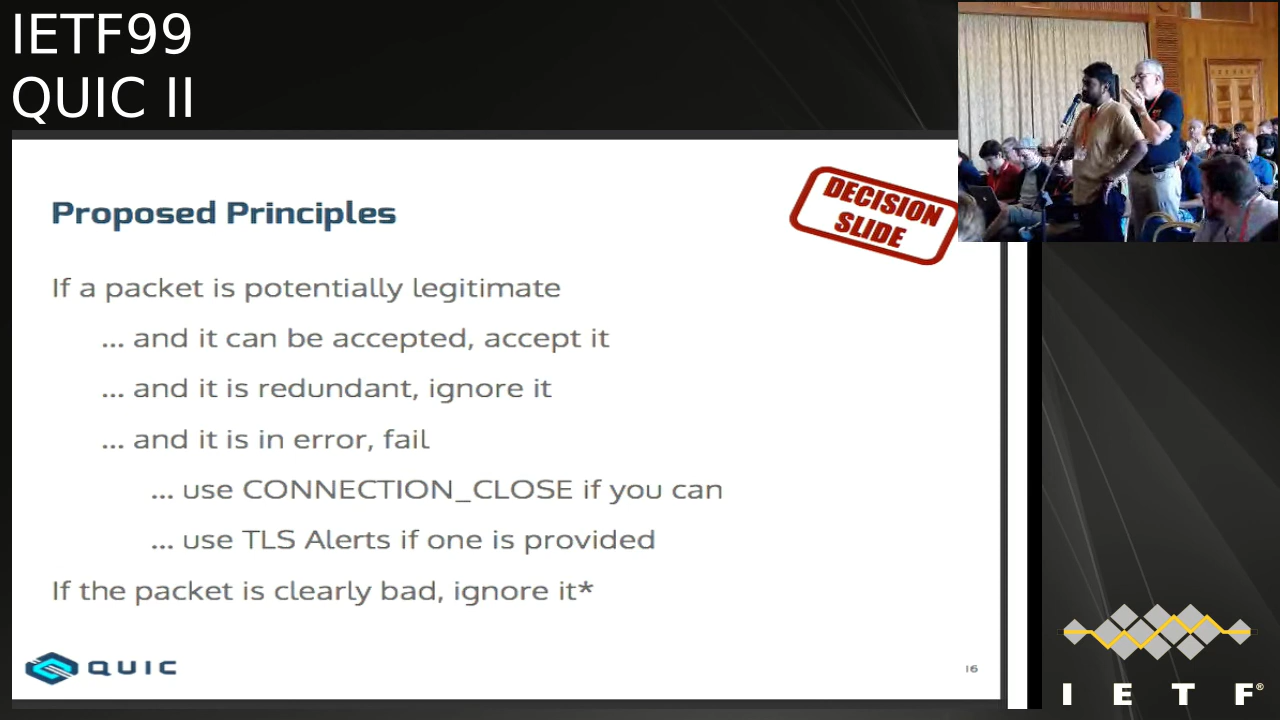 IETF99
QUIC II
Proposed Principles
DECISION
SLIDE
If a packet is potentially legitimate
... and it can be accepted, accept it
... and it is redundant, ignore it
... and it is in error, fail
... use CONNECTION_CLOSE if you can
... use TLS Alerts if one is provided
If the packet is clearly bad, ignore it*
QUIC
16
I E T F®